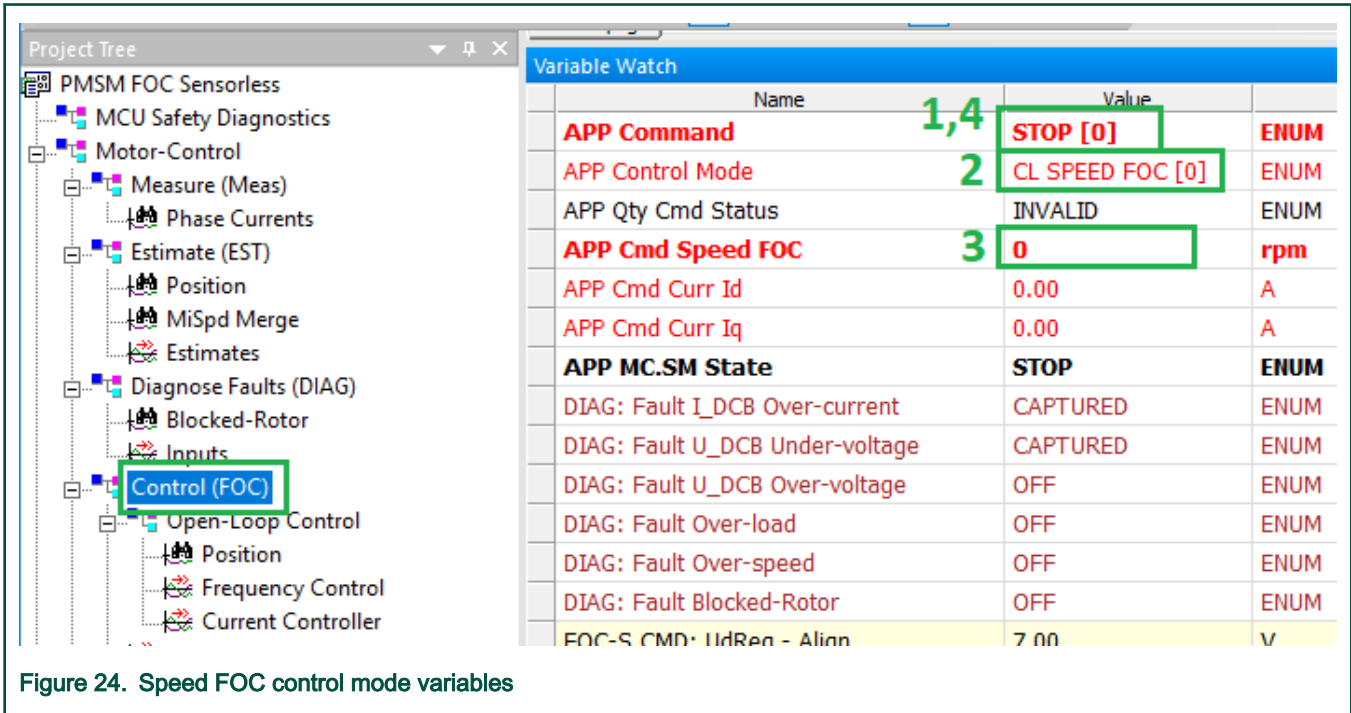 Project Tree
PMSM FOC Sensorless
MCU Safety Diagnostics
Motor-Control
Measure (Meas)
Phase Currents
Estimate (EST)
Position
MiSpd Merge
Estimates
Diagnose Faults (DIAG)
Blocked-Rotor
Inputs
Control (FOC)
Open-Loop Control
Position
Frequency Control
Current Controller
Variable Watch
Name Value
1,4
APP Command STOP [0] ENUM
APP Control Mode 2 CL SPEED FOC [0] ENUM
APP Qty Cmd Status INVALID ENUM
APP Cmd Speed FOC 3 0 rpm
APP Cmd Curr Id 0.00 A
APP Cmd Curr Iq 0.00 A
APP MC.SM State STOP ENUM
DIAG: Fault I_DCB Over-current CAPTURED ENUM
DIAG: Fault U_DCB Under-voltage CAPTURED ENUM
DIAG: Fault U_DCB Over-voltage OFF ENUM
DIAG: Fault Over-load OFF ENUM
DIAG: Fault Over-speed OFF ENUM
DIAG: Fault Blocked-Rotor OFF ENUM
FOC-S CMD: UdReq - Align 7.00 V
Figure 24. Speed FOC control mode variables